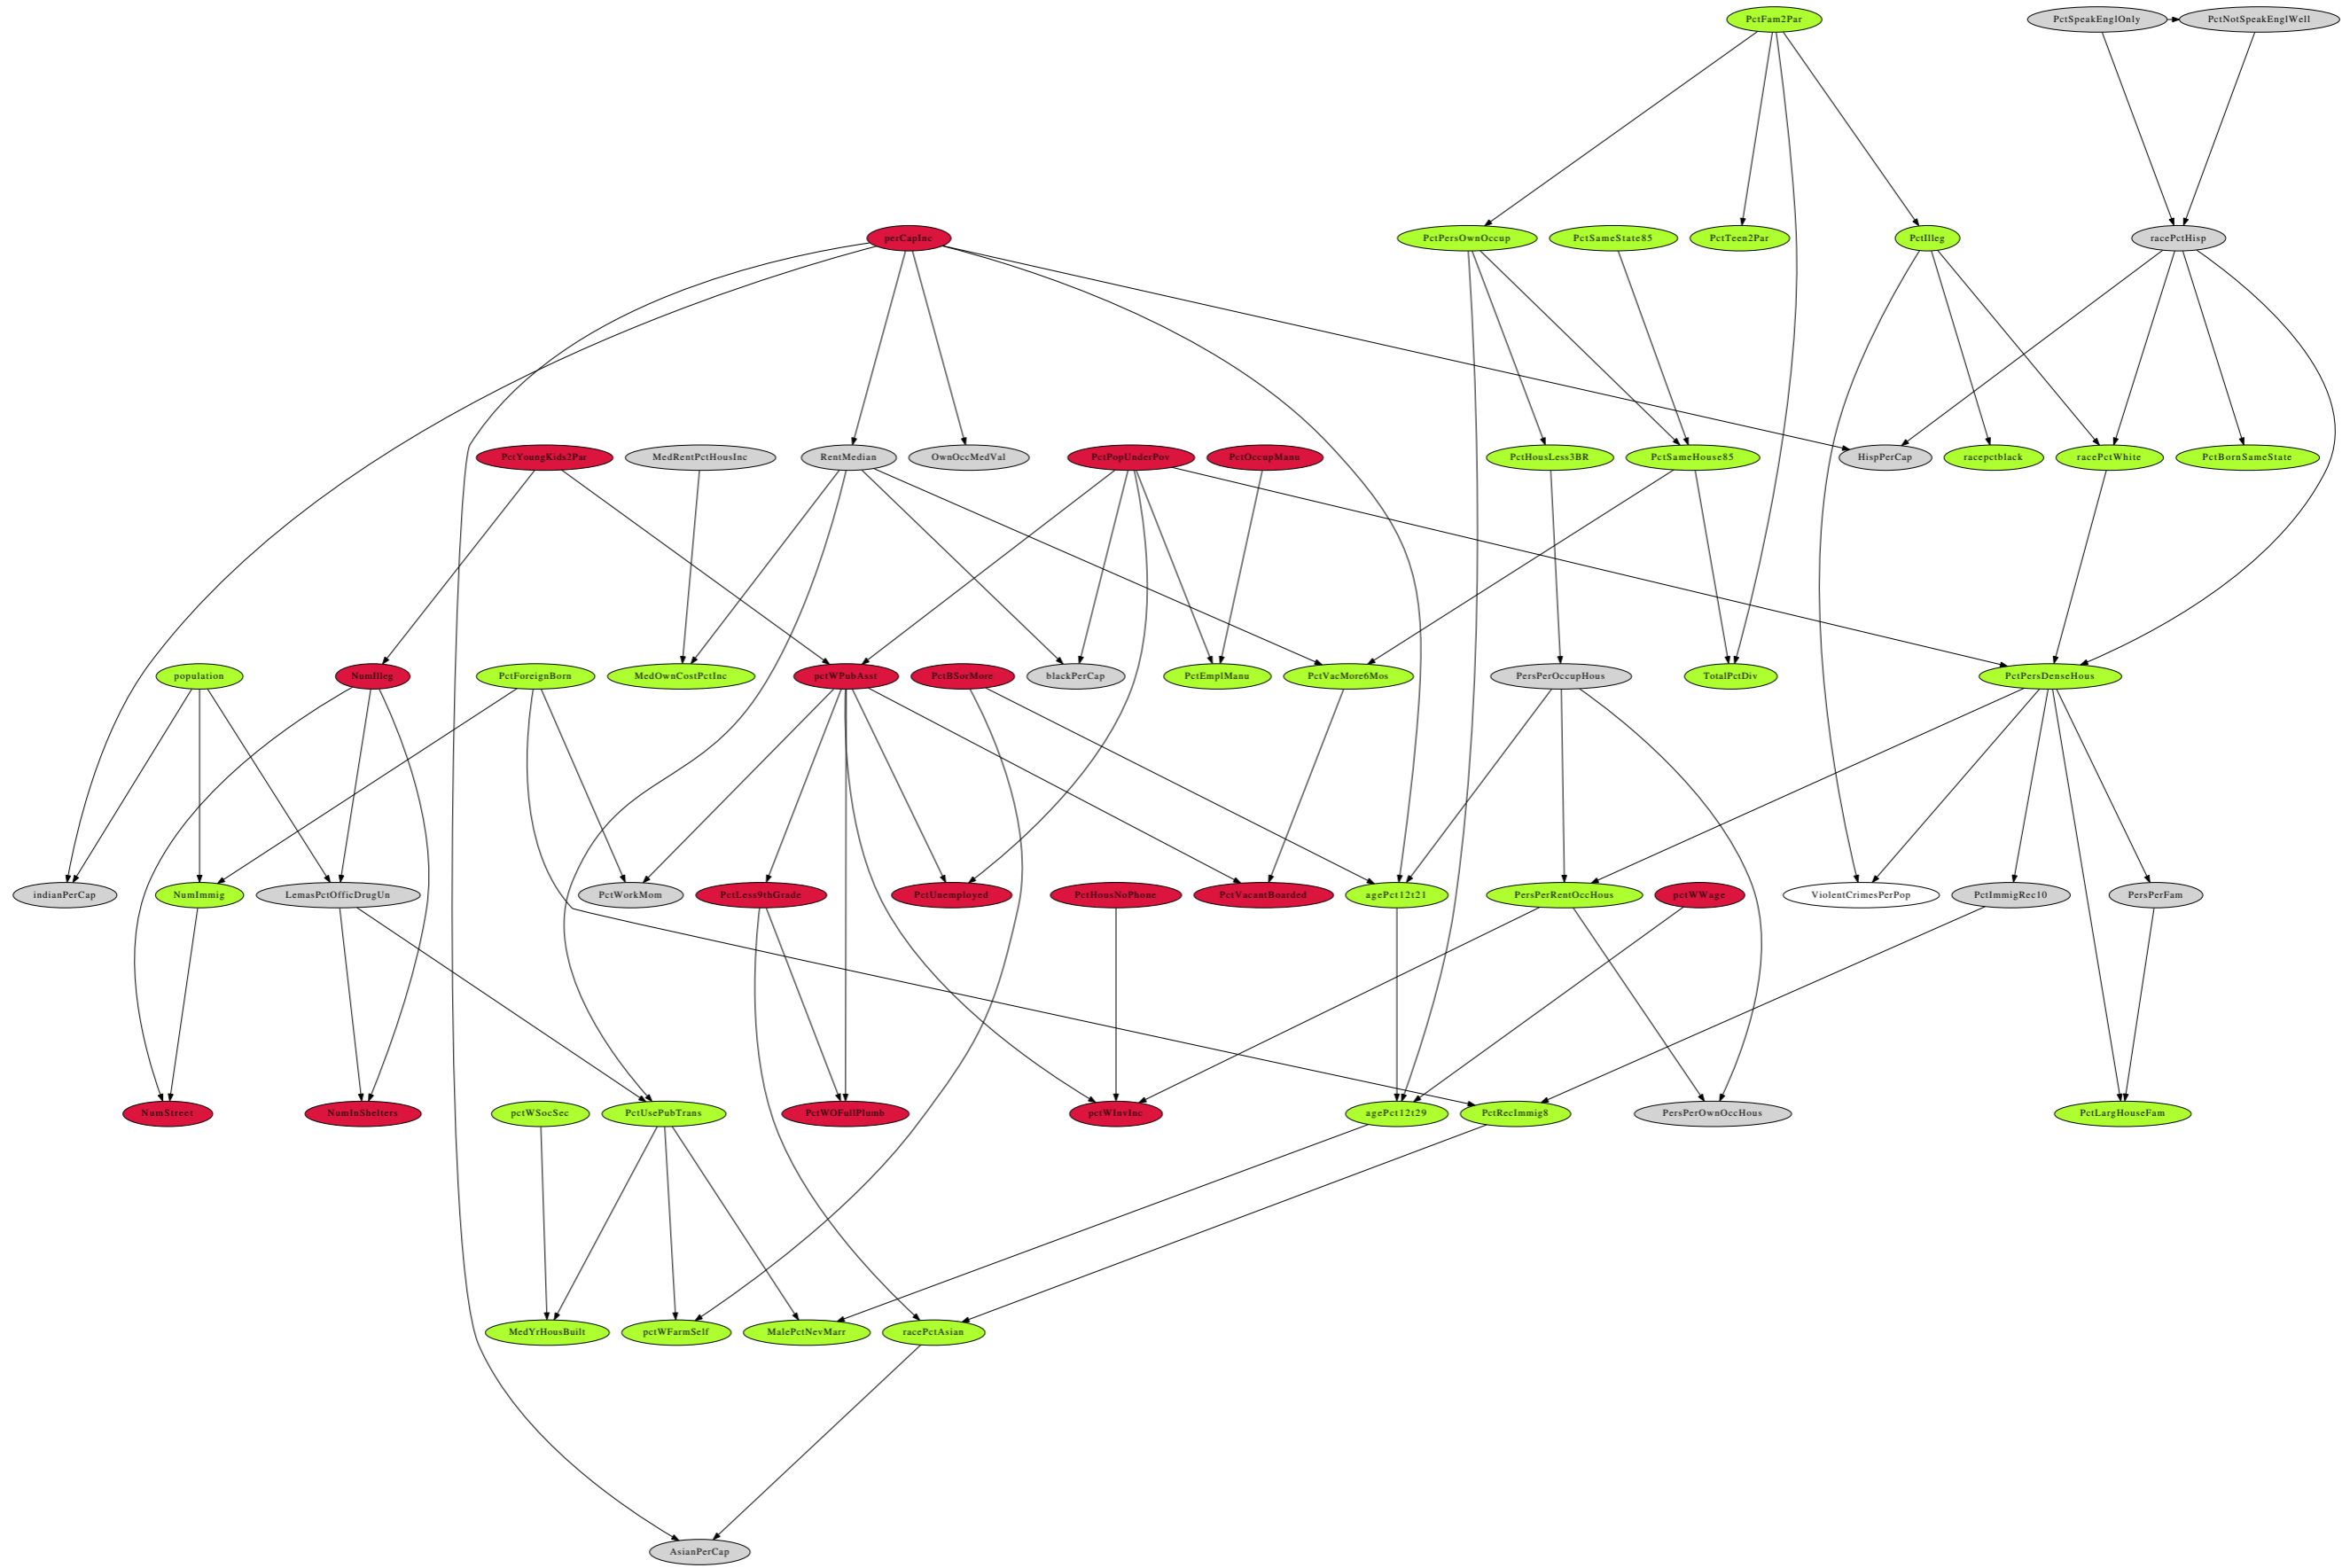 PctFam2Par
PctSpeakEnglOnly
PctNotSpeakEnglWell
perCapInc
PctPersOwnOccup
PctSameState85
PctTeen2Par
PctIlleg
racePctHisp
PctYoungKids2Par
MedRentPctHousInc
RentMedian
OwnOccMedVal
PctPopUnderPov
PctOccupManu
PctHousLess3BR
PctSameHouse85
HispPerCap
racepctblack
racePctWhite
PctBornSameState
population
NumIlleg
PctForeignBorn
MedOwnCostPctInc
pctWPubAsst
PctBSorMore
blackPerCap
PctEmplManu
PctVacMore6Mos
PersPerOccupHous
TotalPctDiv
PctPersDenseHous
indianPerCap
NumImmig
LemasPctOfficDrugUn
PctWorkMom
PctLess9thGrade
PctUnemployed
PctHousNoPhone
PctVacantBoarded
agePct12t21
PersPerRentOccHous
pctWWage
ViolentCrimesPerPop
PctImmigRec10
PersPerFam
NumStreet
NumInShelters
pctWSocSec
PctUsePubTrans
PctWOFullPlumb
pctWInvInc
agePct12t29
PctRecImmig8
PersPerOwnOccHous
PctLargHouseFam
MedYrHousBuilt
pctWFarmSelf
MalePctNevMarr
racePctAsian
AsianPerCap